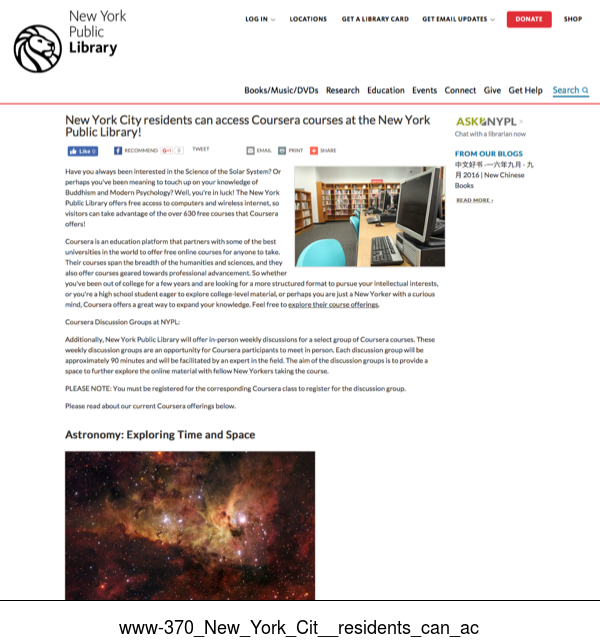 New York
Public
Library
LOG IN
LOCATIONS
GET A LIBRARY CARD
GET EMAIL UPDATES
DONATE
SHOP
Books/Music/DVDs Research Education Events Connect Give Get Help Search
New York City residents can access Coursera courses at the New York
Public Library!
Like 0
RECOMMEND
G+1 0
TWEET
EMAIL
PRINT
SHARE
ASK NYPL >
Chat with a librarian now
FROM OUR BLOGS
中文好书 -一六年九月 - 九
月 2016 | New Chinese
Books
READ MORE ›
Have you always been interested in the Science of the Solar System? Or
perhaps you've been meaning to touch up on your knowledge of
Buddhism and Modern Psychology? Well, you're in luck! The New York
Public Library offers free access to computers and wireless internet, so
visitors can take advantage of the over 630 free courses that Coursera
offers!
Coursera is an education platform that partners with some of the best
universities in the world to offer free online courses for anyone to take.
Their courses span the breadth of the humanities and sciences, and they
also offer courses geared towards professional advancement. So whether
you've been out of college for a few years and are looking for a more structured format to pursue your intellectual interests,
or you're a high school student eager to explore college-level material, or perhaps you are just a New Yorker with a curious
mind, Coursera offers a great way to expand your knowledge. Feel free to explore their course offerings.
Coursera Discussion Groups at NYPL:
Additionally, New York Public Library will offer in-person weekly discussions for a select group of Coursera courses. These
weekly discussion groups are an opportunity for Coursera participants to meet in person. Each discussion group will be
approximately 90 minutes and will be facilitated by an expert in the field. The aim of the discussion groups is to provide a
space to further explore the online material with fellow New Yorkers taking the course.
PLEASE NOTE: You must be registered for the corresponding Coursera class to register for the discussion group.
Please read about our current Coursera offerings below.
Astronomy: Exploring Time and Space
www-370_New_York_Cit__residents_can_ac